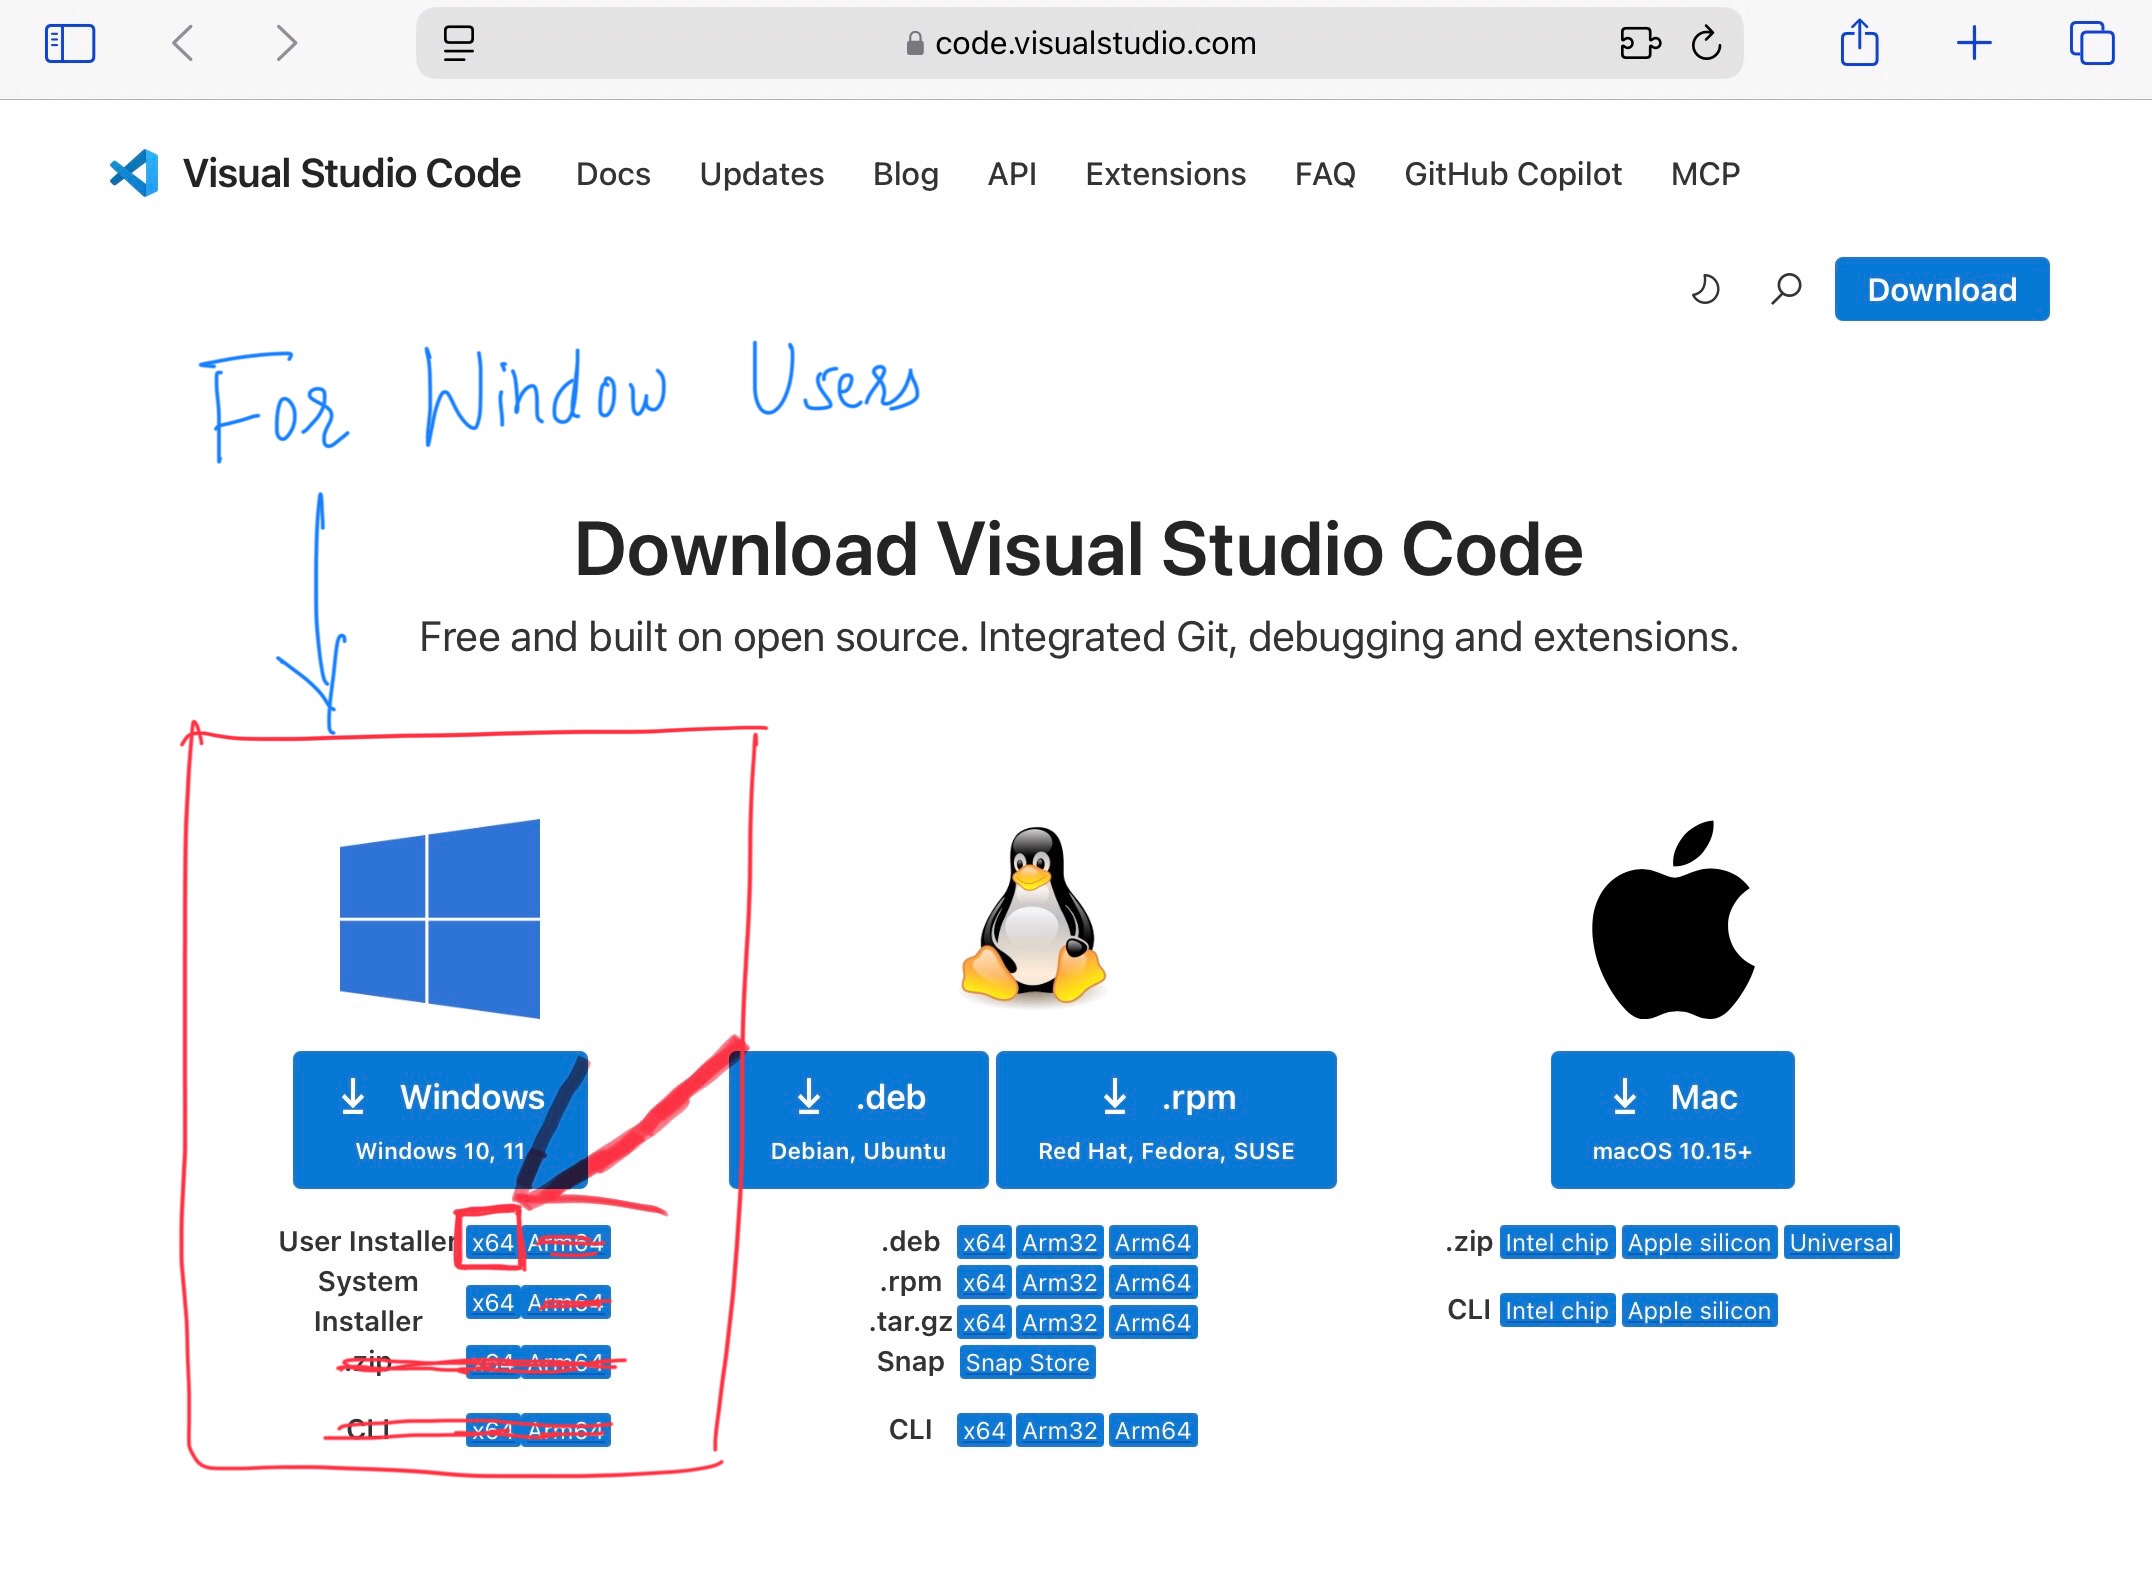 code.visualstudio.com
Visual Studio Code Docs Updates Blog API Extensions FAQ GitHub Copilot MCP
Download
For Window Users
Download Visual Studio Code
Free and built on open source. Integrated Git, debugging and extensions.
Windows
Windows 10, 11
.deb
Debian, Ubuntu
.rpm
Red Hat, Fedora, SUSE
Mac
macOS 10.15+
User Installer x64 Arm64
System
Installer x64 Arm64
.zip x64 Arm64
CLI x64 Arm64
.deb x64 Arm32 Arm64
.rpm x64 Arm32 Arm64
.tar.gz x64 Arm32 Arm64
Snap Snap Store
CLI x64 Arm32 Arm64
.zip Intel chip Apple silicon Universal
CLI Intel chip Apple silicon